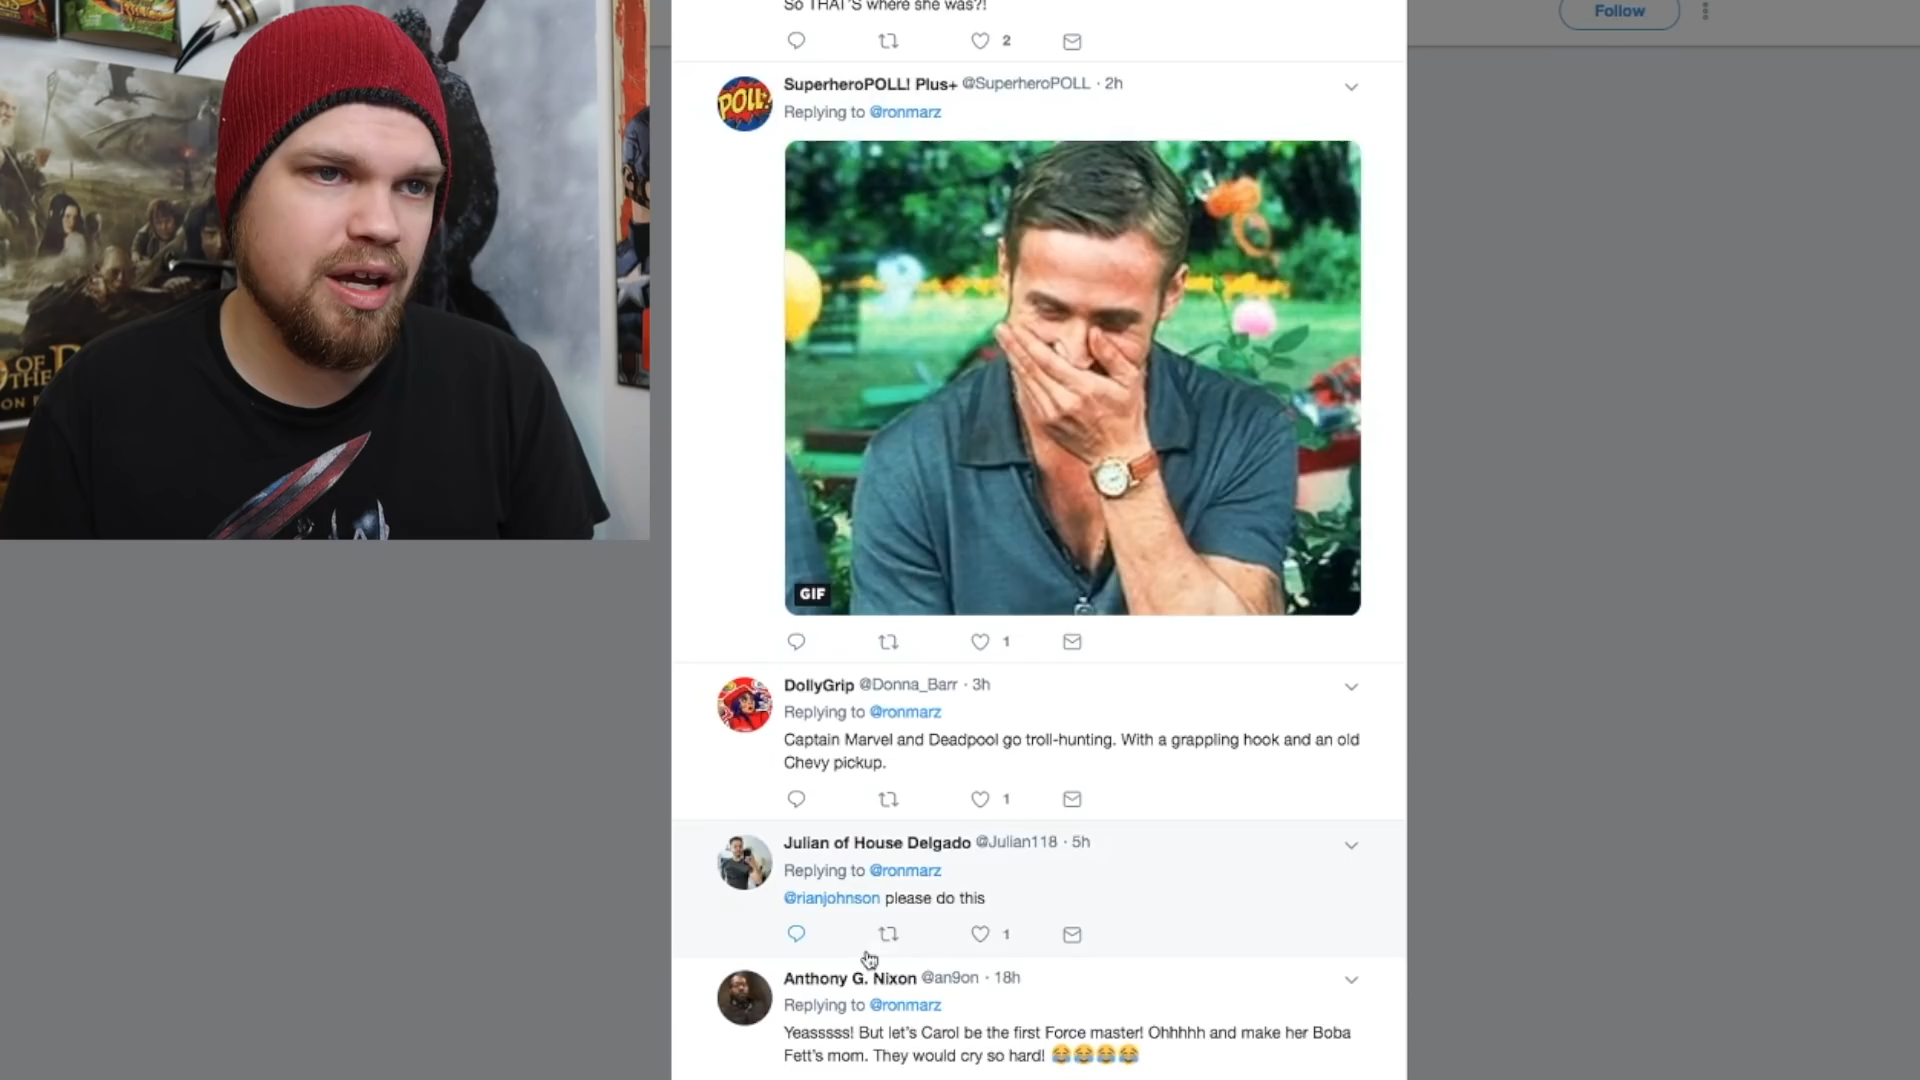 So THAT'S where she was?!
Follow
2
SuperheroPOLL! Plus+ @SuperheroPOLL · 2h
POLL!
Replying to @ronmarz
GIF
1
DollyGrip @Donna_Barr · 3h
Replying to @ronmarz
Captain Marvel and Deadpool go troll-hunting. With a grappling hook and an old
Chevy pickup.
1
Julian of House Delgado @Julian118 · 5h
Replying to @ronmarz
@rianjohnson please do this
1
Anthony G. Nixon @an9on · 18h
Replying to @ronmarz
Yeasssss! But let's Carol be the first Force master! Ohhhhh and make her Boba
Fett's mom. They would cry so hard! 😂😂😂😂
OF
THE
ON